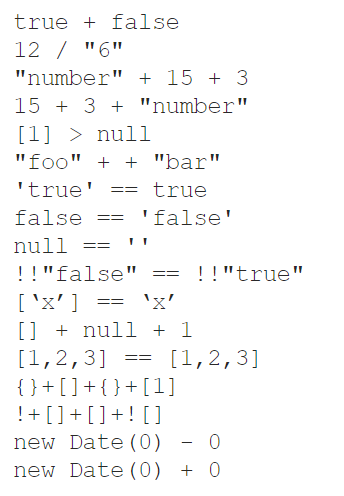 true + false
12 / "6"
"number" + 15 + 3
15 + 3 + "number"
[1] > null
"foo" + + "bar"
'true' == true
false == 'false'
null == ''
!!"false" == !!"true"
[‘x’] == ‘x’
[] + null + 1
[1,2,3] == [1,2,3]
{}+[]+{}+[1]
!+[]+[]+![]
new Date(0) - 0
new Date(0) + 0